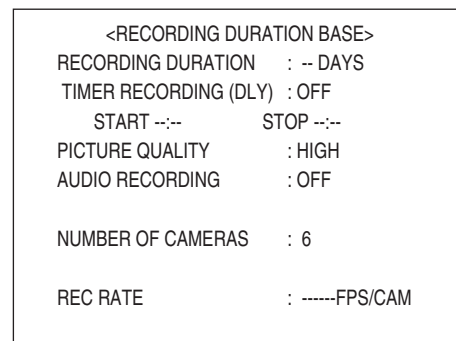 <RECORDING DURATION BASE>
RECORDING DURATION : -- DAYS
TIMER RECORDING (DLY) : OFF
START --:-- STOP --:--
PICTURE QUALITY : HIGH
AUDIO RECORDING : OFF
NUMBER OF CAMERAS : 6
REC RATE : ------FPS/CAM